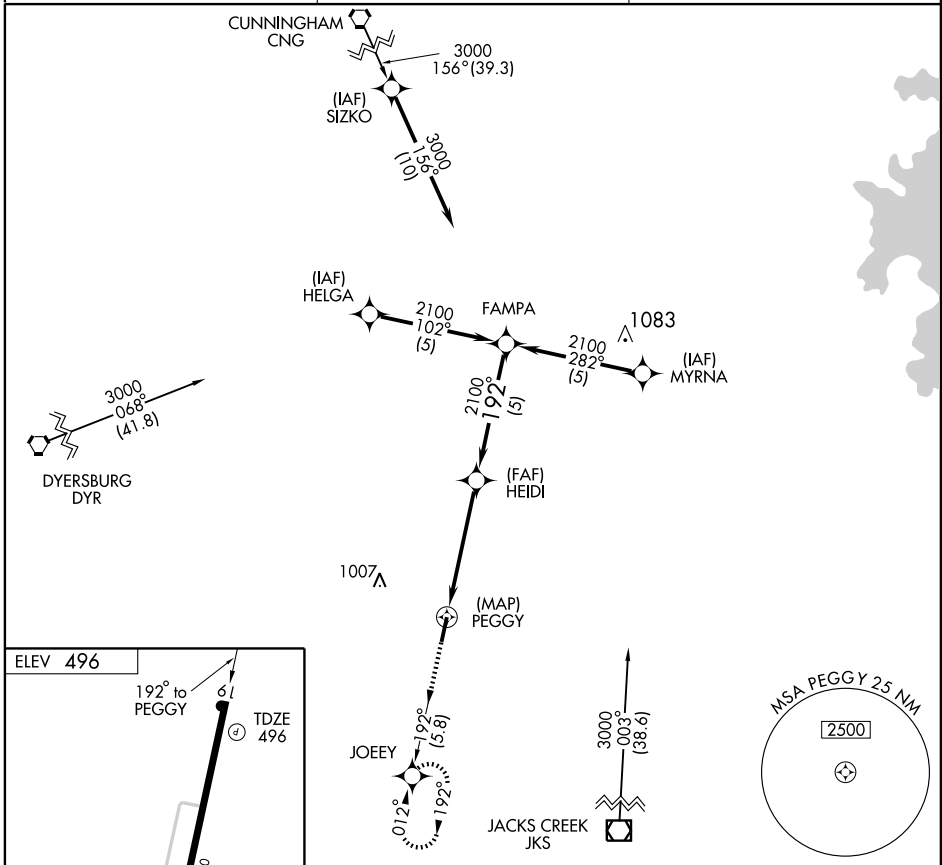 CUNNINGHAM
CNG
3000
156°(39.3)
(IAF)
SIZKO
3000
156°
(10)
(IAF)
HELGA
2100
102°
(5)
FAMPA
1083
2100
282°
(5)
(IAF)
MYRNA
3000
068°
(41.8)
DYERSBURG
DYR
2100
192°
(5)
(FAF)
HEIDI
1007
(MAP)
PEGGY
192°
(5.8)
JOEEY
012°
192°
3000
003°
(38.6)
JACKS CREEK
JKS
MSA PEGGY 25 NM
2500
ELEV 496
192° to
PEGGY
19
P
TDZE
496
0